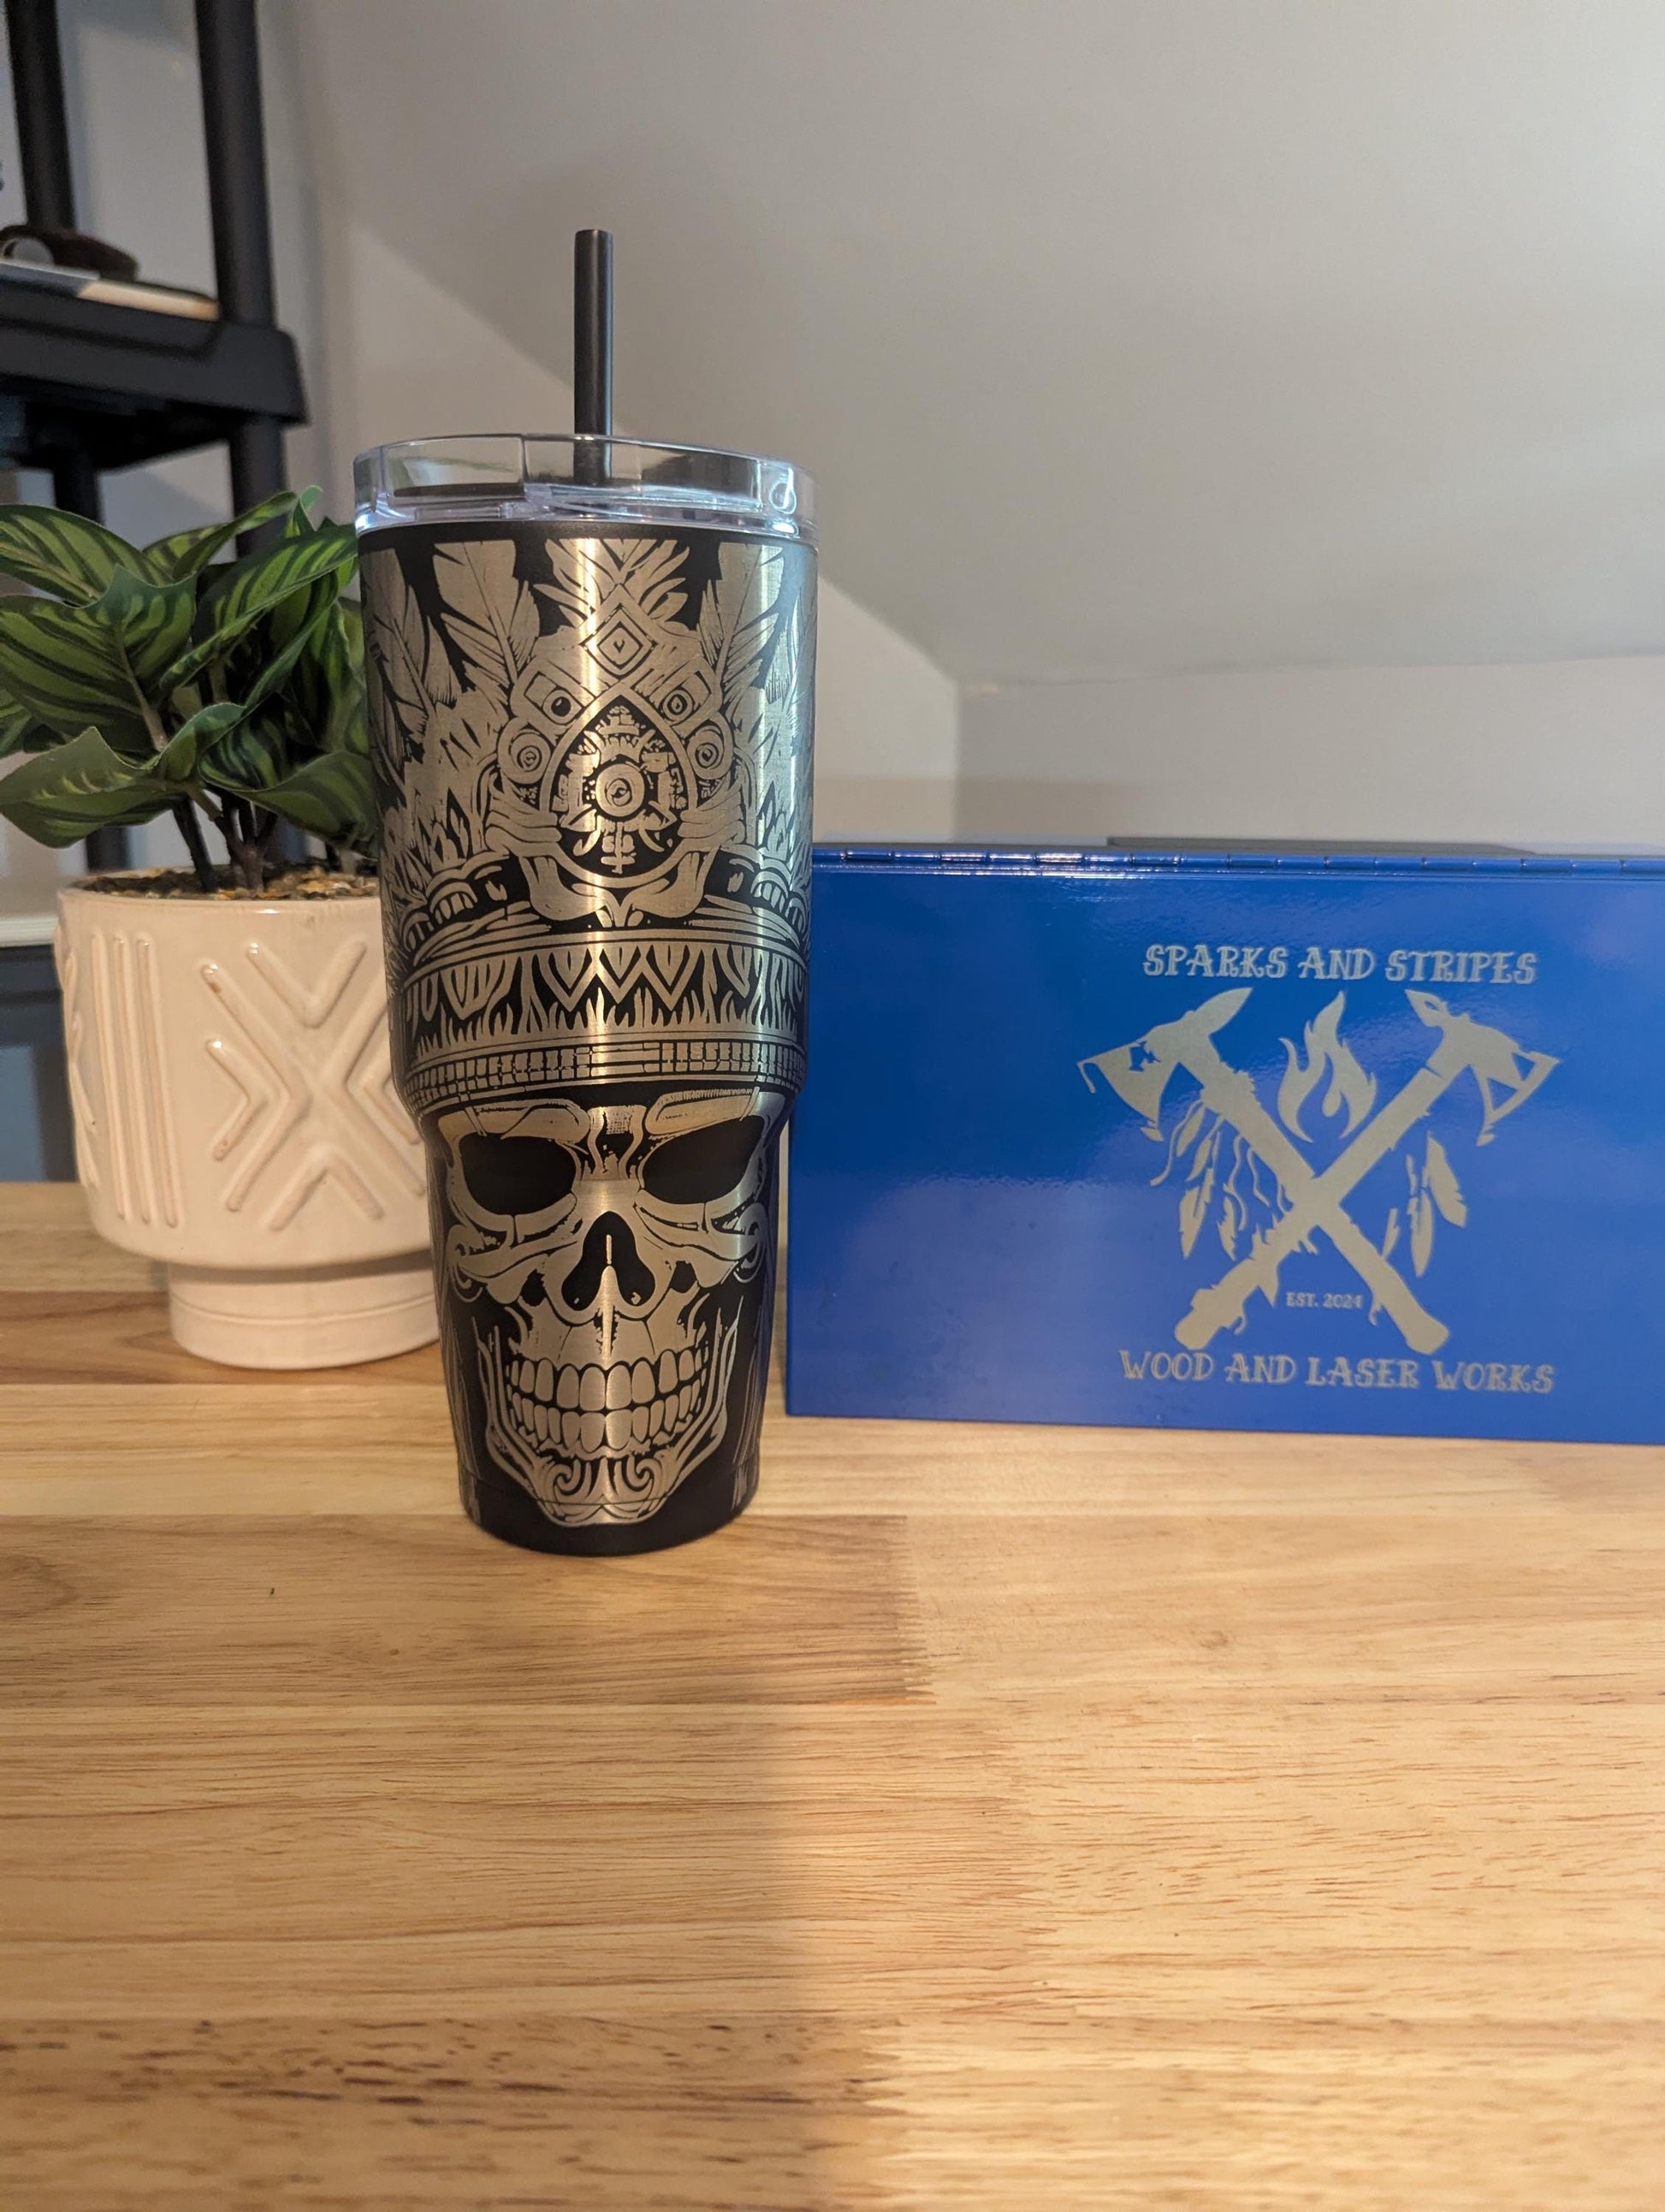 SPARKS AND STRIPES
EST. 2024
WOOD AND LASER WORKS